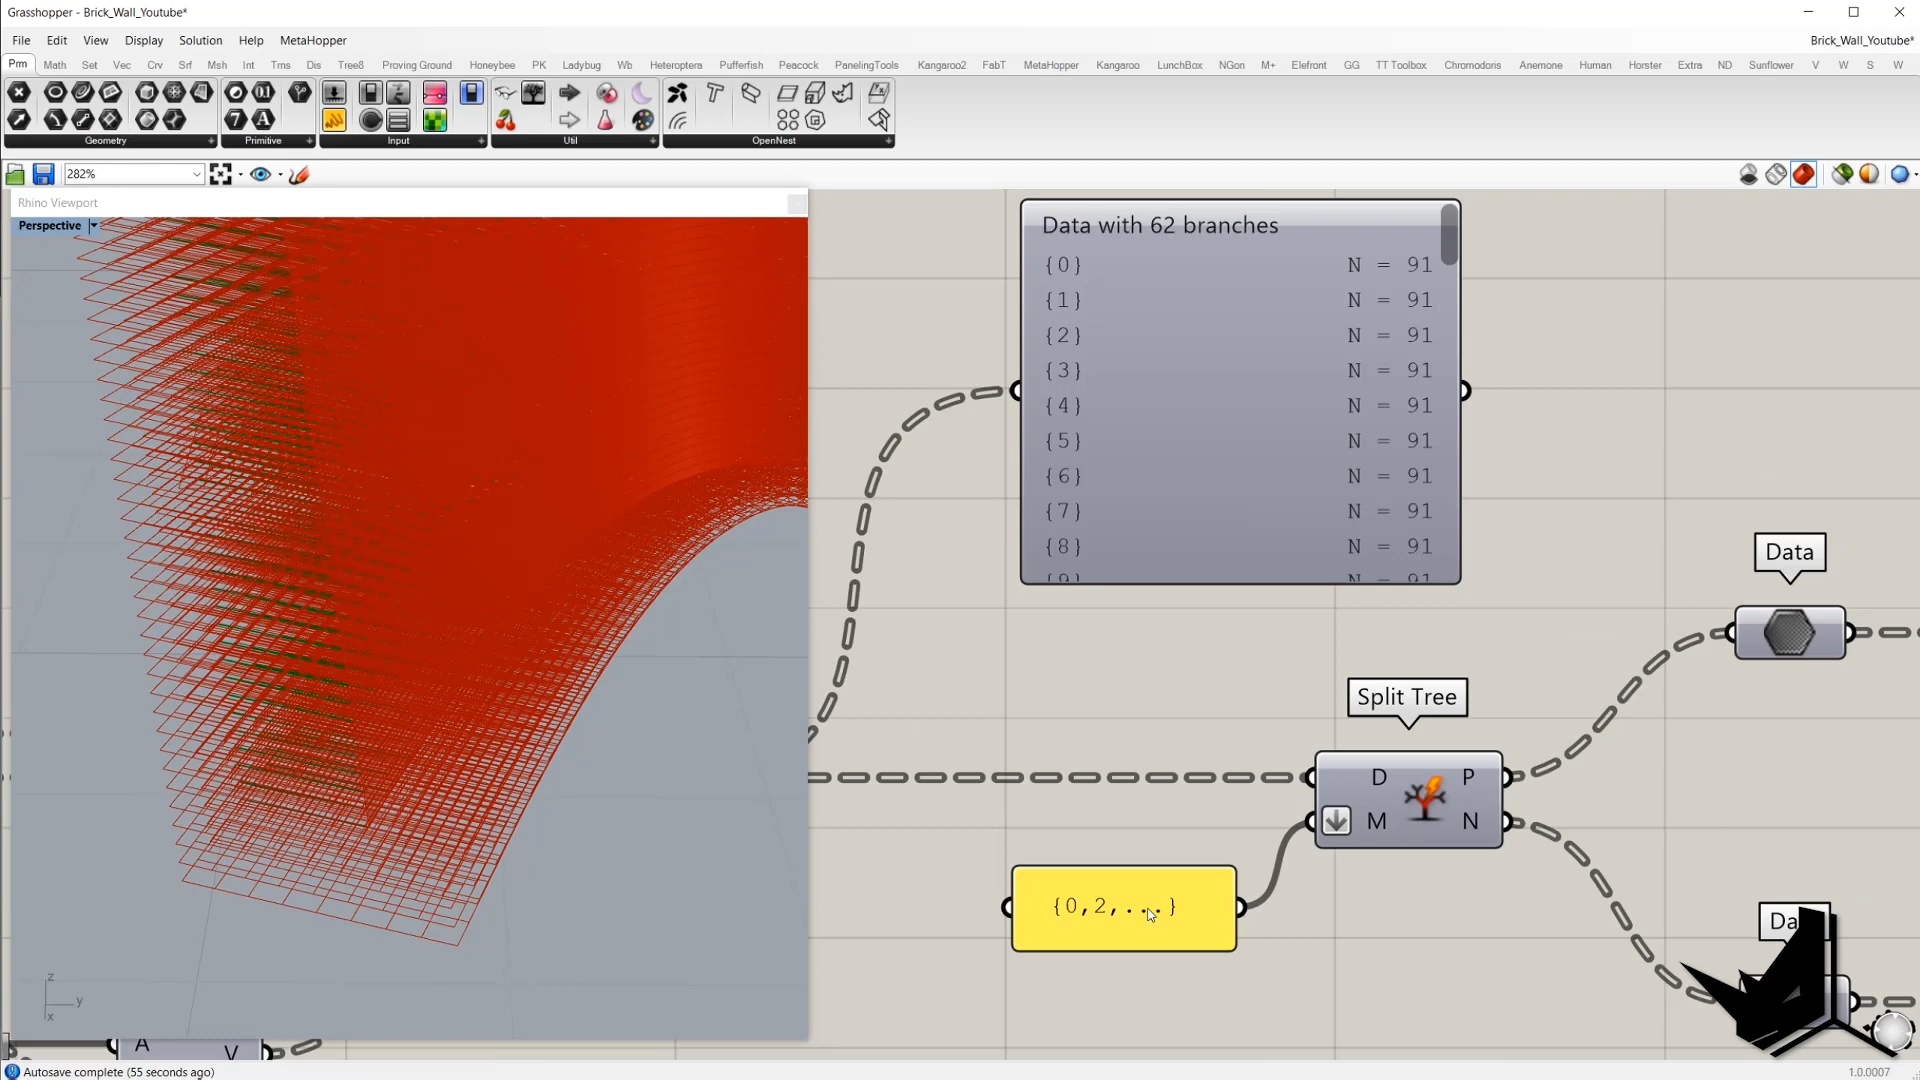 Grasshopper - Brick_Wall_Youtube*
File Edit View Display Solution Help MetaHopper Brick_Wall_Youtube*
Prm Math Set Vec Crv Srf Msh Int Trns Dis Tree8 Proving Ground Honeybee PK Ladybug Wb Heteroptera Pufferfish Peacock PanelingTools Kangaroo2 FabT MetaHopper Kangaroo LunchBox NGon M+ Elefront GG TT Toolbox Chromodoris Anemone Human Horster Extra ND Sunflower V W S W
Geometry Primitive Input Util OpenNest
282%
Rhino Viewport
Perspective
Data with 62 branches
{0} N = 91
{1} N = 91
{2} N = 91
{3} N = 91
{4} N = 91
{5} N = 91
{6} N = 91
{7} N = 91
{8} N = 91
{9} N = 91
Data
Split Tree
D P
M N
{0,2,...}
Da
z
y
x
A V
Autosave complete (55 seconds ago) 1.0.0007